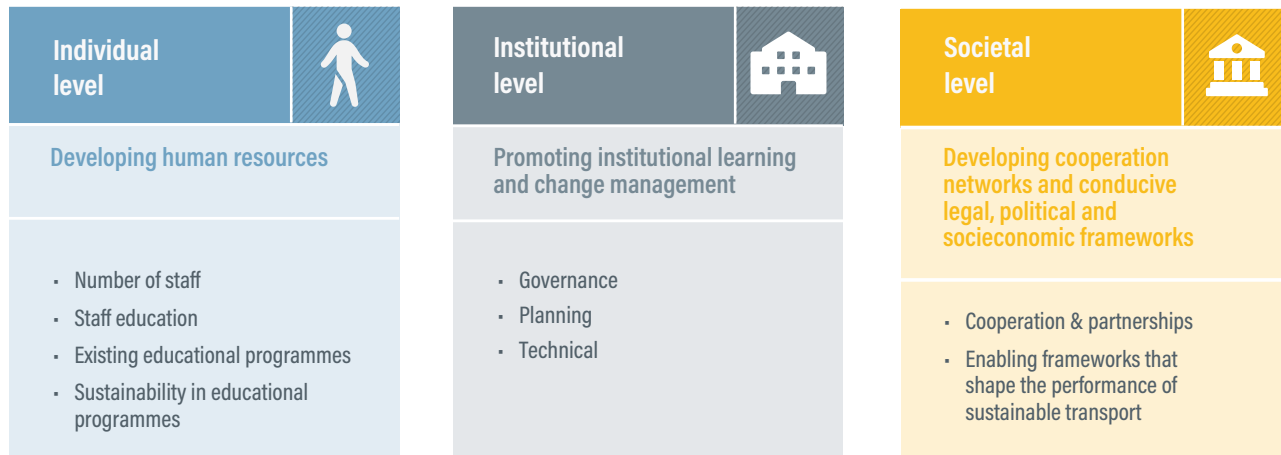 Individual
level
Developing human resources
· Number of staff
· Staff education
· Existing educational programmes
· Sustainability in educational
programmes
Institutional
level
Promoting institutional learning
and change management
· Governance
· Planning
· Technical
Societal
level
Developing cooperation
networks and conducive
legal, political and
socieconomic frameworks
· Cooperation & partnerships
· Enabling frameworks that
shape the performance of
sustainable transport